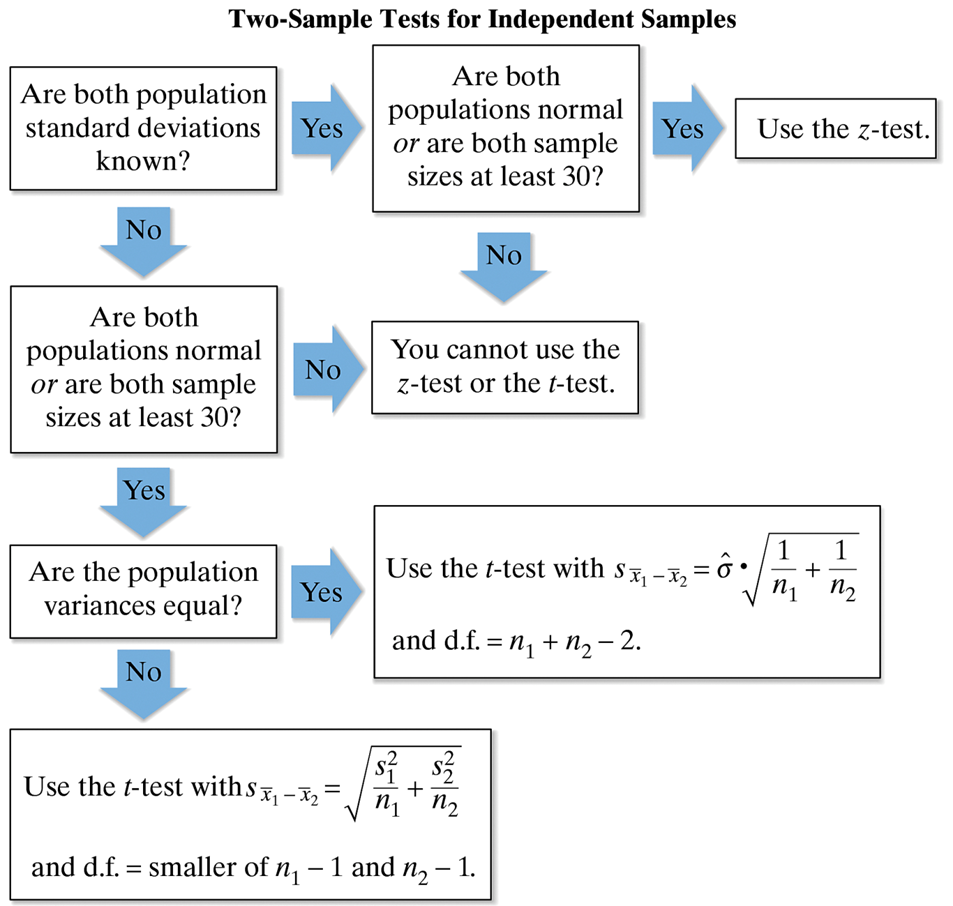 Two-Sample Tests for Independent Samples
Are both population
standard deviations
known?
Yes
Are both
populations normal
or are both sample
sizes at least 30?
Yes
Use the z-test.
No
No
Are both
populations normal
or are both sample
sizes at least 30?
No
You cannot use the
z-test or the t-test.
Yes
Are the population
variances equal?
Yes
Use the t-test with s_{x̄₁ − x̄₂} = σ̂ • √(1/n₁ + 1/n₂)
and d.f. = n₁ + n₂ − 2.
No
Use the t-test with s_{x̄₁ − x̄₂} = √(s₁²/n₁ + s₂²/n₂)
and d.f. = smaller of n₁ − 1 and n₂ − 1.